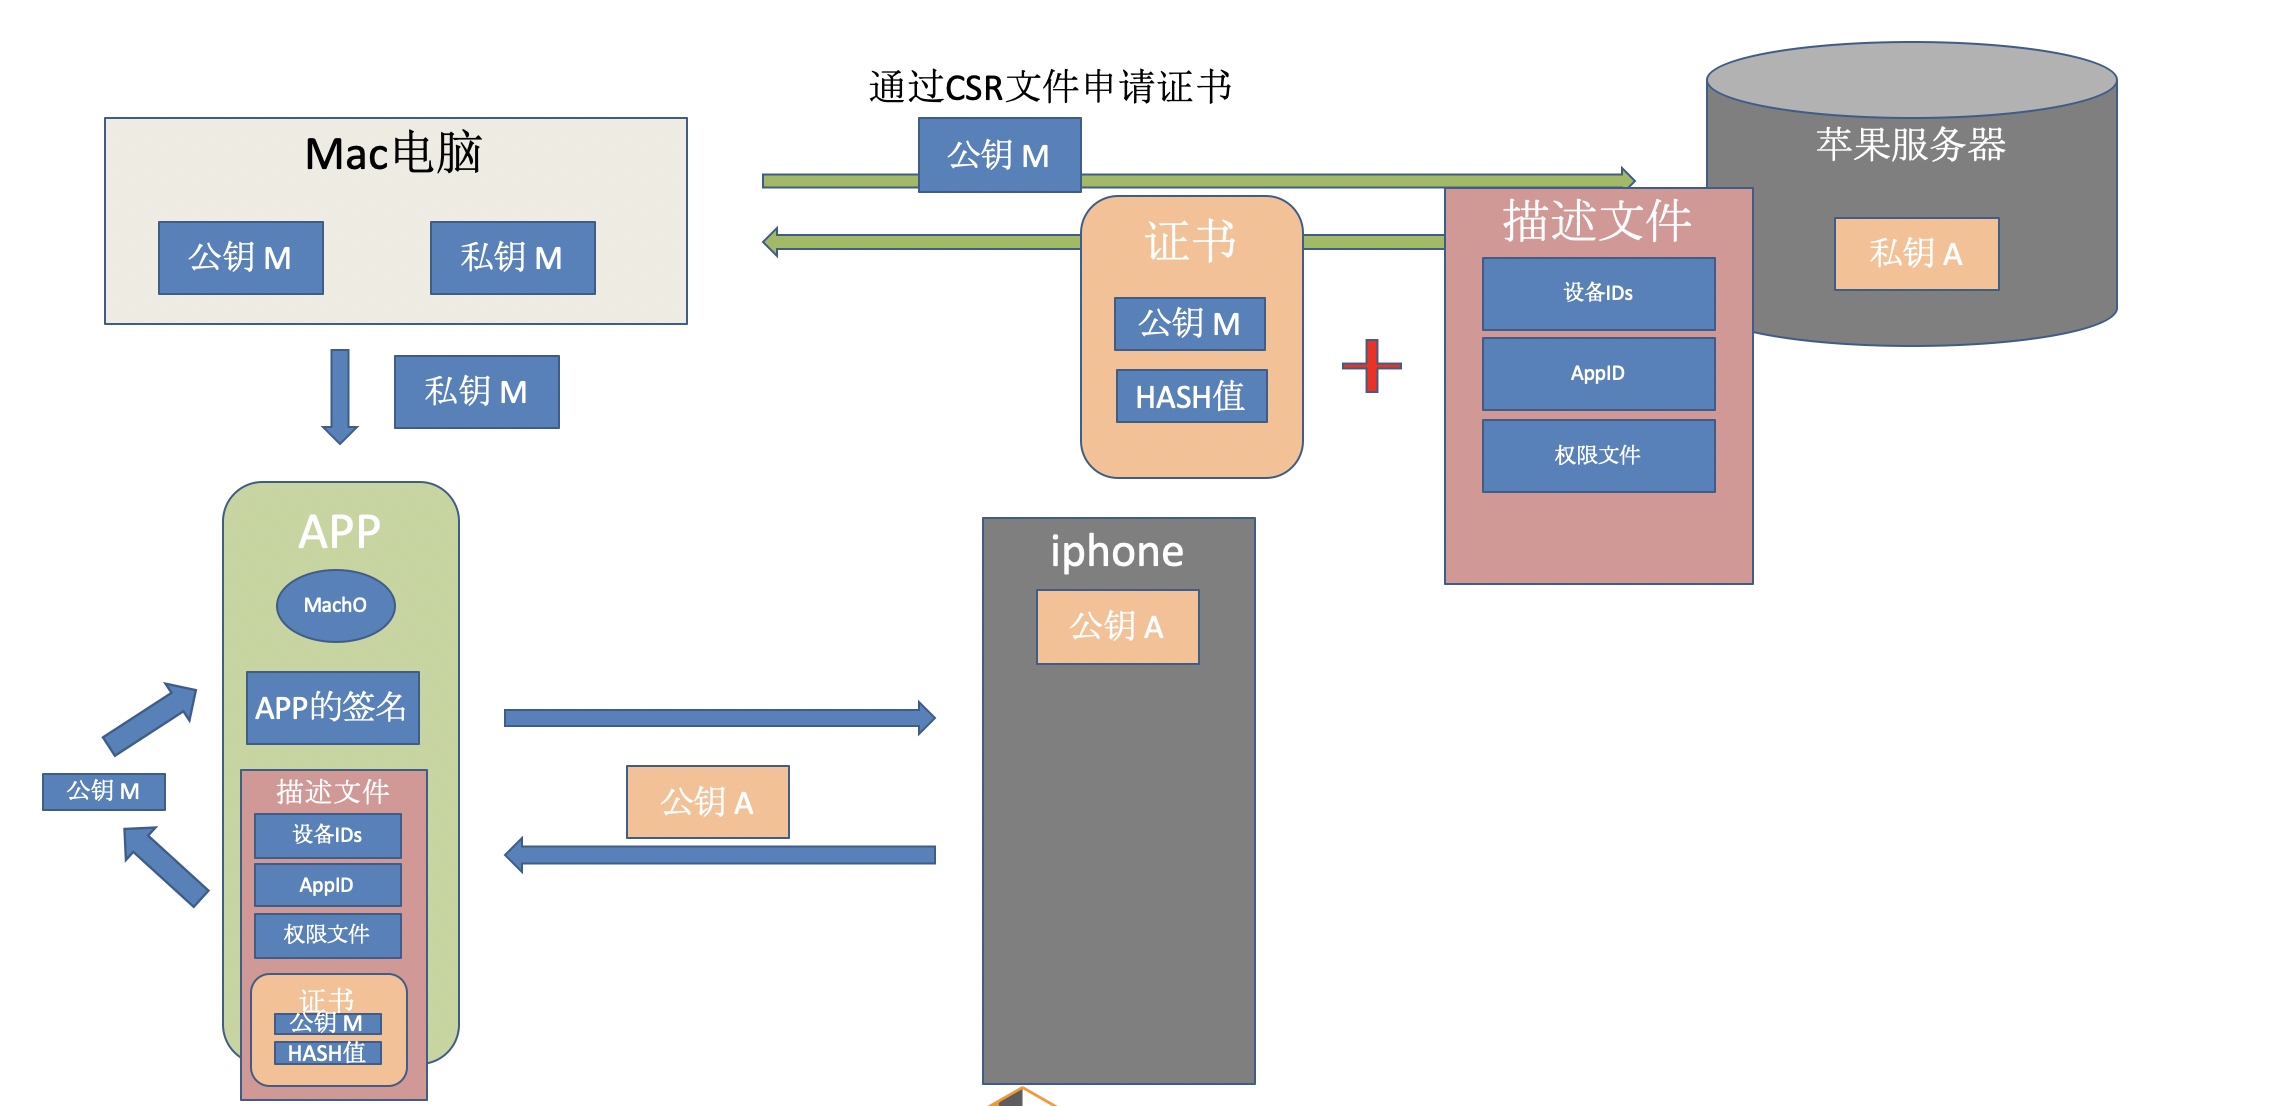 通过CSR文件申请证书
Mac电脑
公钥 M
私钥 M
公钥 M
苹果服务器
私钥 A
证书
公钥 M
HASH值
描述文件
设备IDs
AppID
权限文件
私钥 M
APP
MachO
APP的签名
公钥 M
描述文件
设备IDs
AppID
权限文件
证书
公钥 M
HASH值
公钥 A
iphone
公钥 A